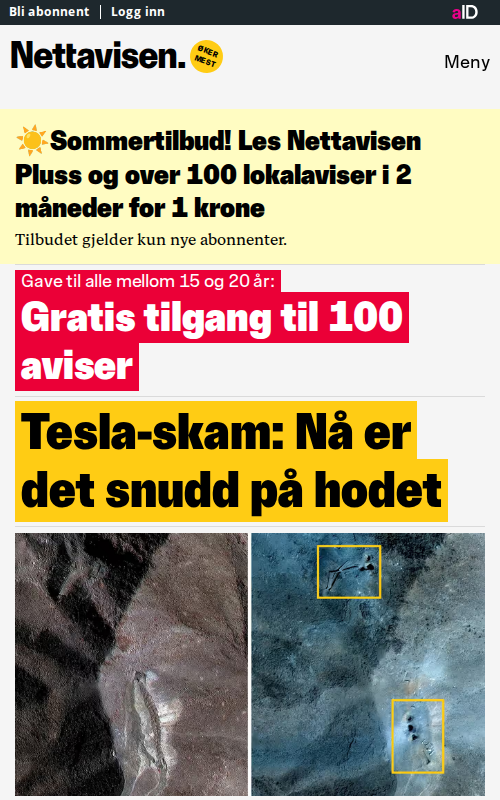 Bli abonnent | Logg inn
aID
Nettavisen.
ØKER
MEST
Meny
☀️Sommertilbud! Les Nettavisen
Pluss og over 100 lokalaviser i 2
måneder for 1 krone
Tilbudet gjelder kun nye abonnenter.
Gave til alle mellom 15 og 20 år:
Gratis tilgang til 100
aviser
Tesla-skam: Nå er
det snudd på hodet